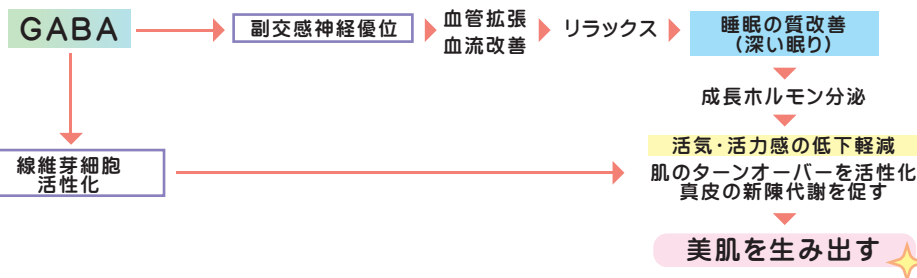 GABA
副交感神経優位
血管拡張
血流改善
リラックス
睡眠の質改善
(深い眠り)
成長ホルモン分泌
活気・活力感の低下軽減
線維芽細胞
活性化
肌のターンオーバーを活性化
真皮の新陳代謝を促す
美肌を生み出す